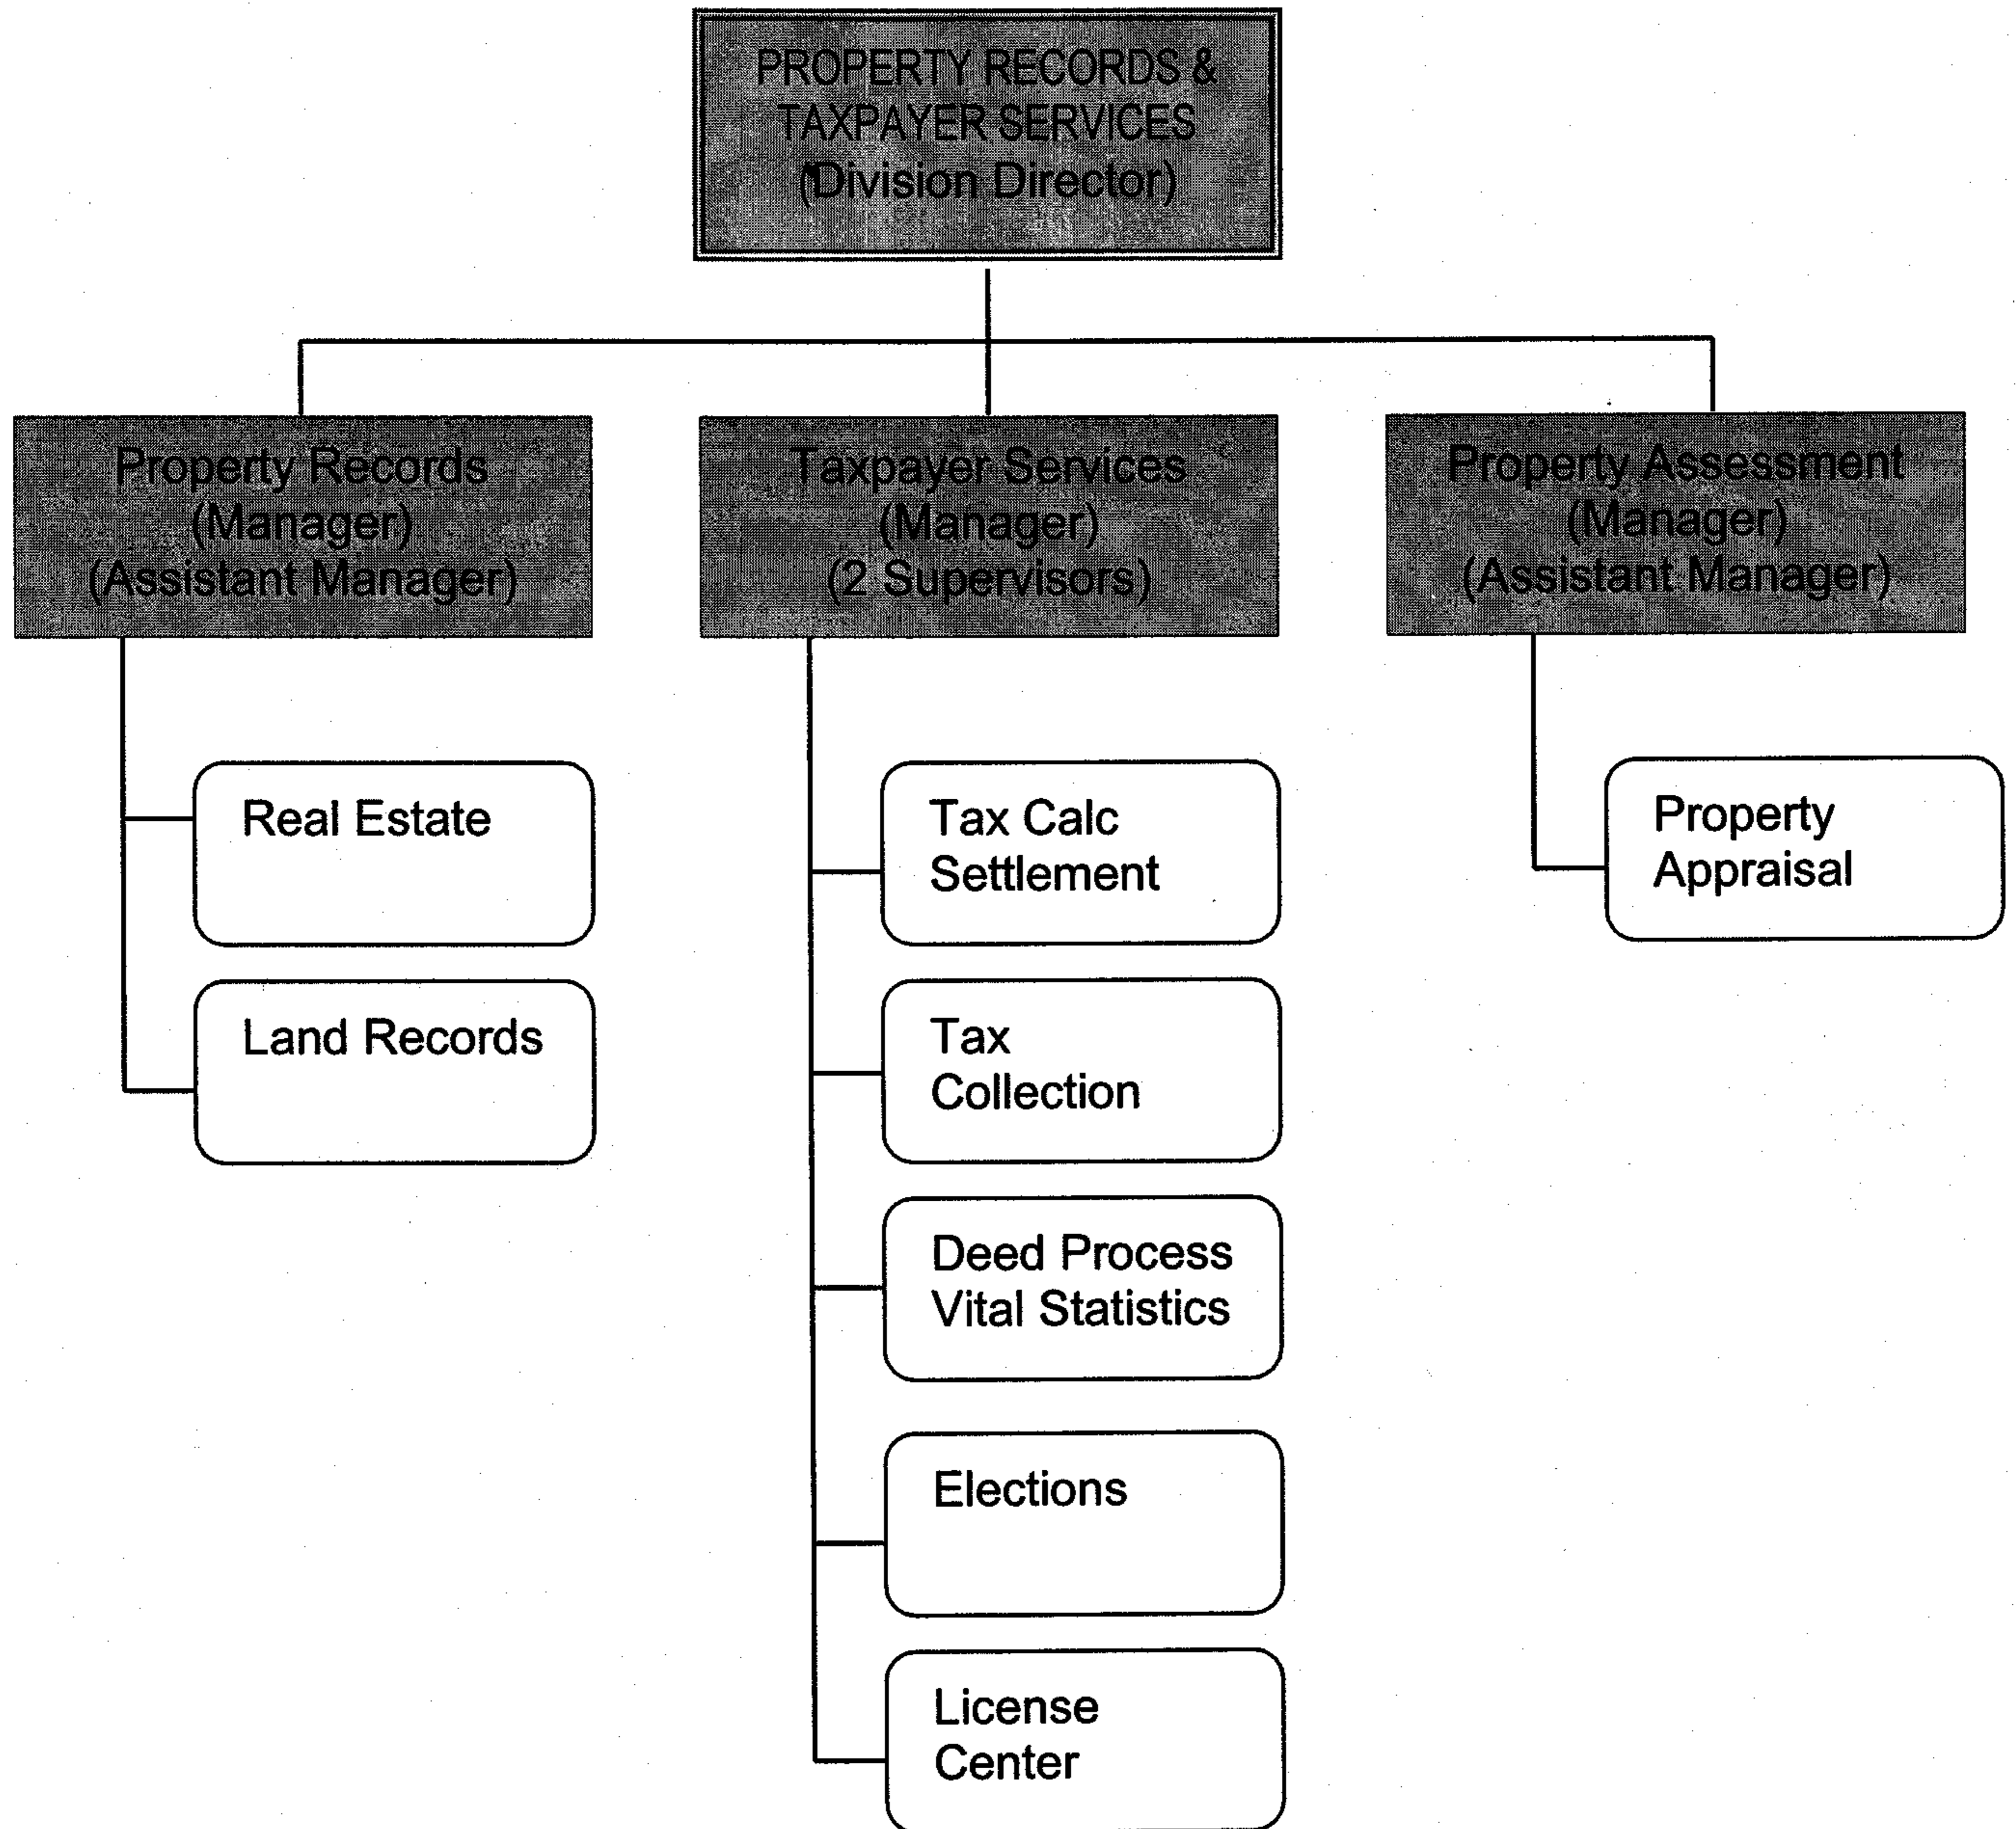 PROPERTY RECORDS &
TAXPAYER SERVICES
(Division Director)
Property Records
(Manager)
(Assistant Manager)
Taxpayer Services
(Manager)
(2 Supervisors)
Property Assessment
(Manager)
(Assistant Manager)
Real Estate
Land Records
Tax Calc
Settlement
Tax
Collection
Deed Process
Vital Statistics
Elections
License
Center
Property
Appraisal